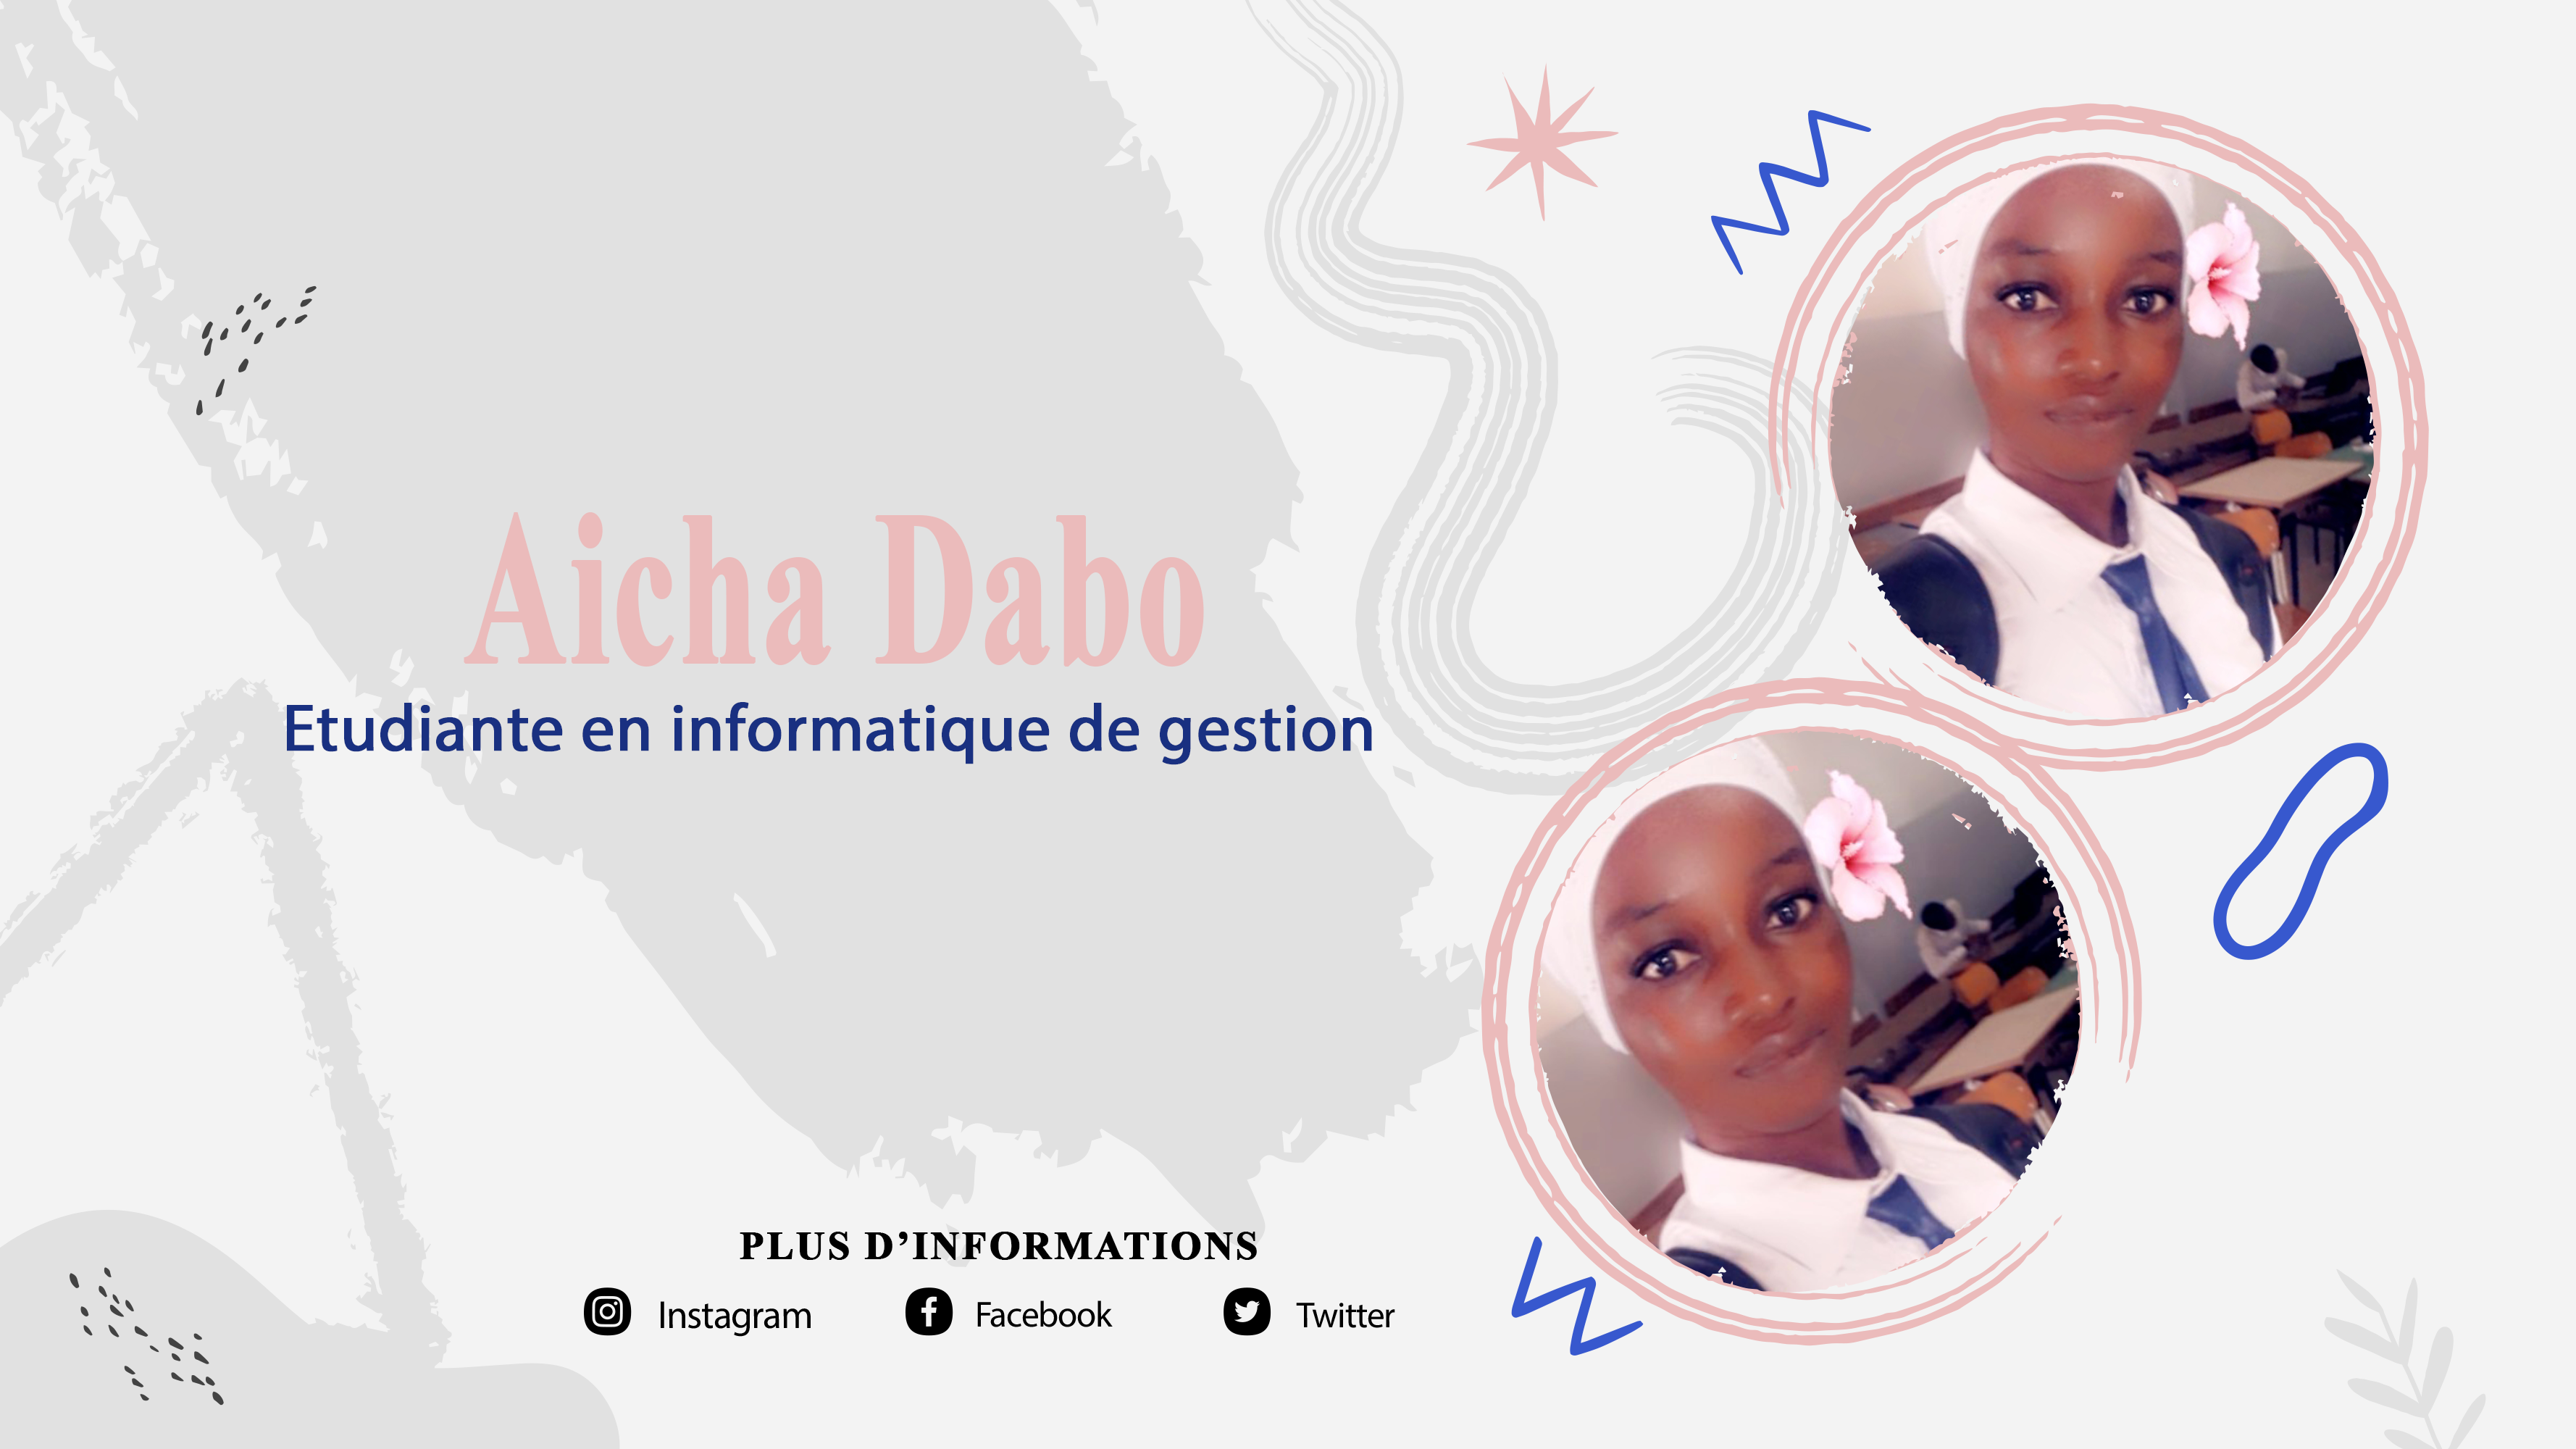 Aicha Dabo
Etudiante en informatique de gestion
PLUS D’INFORMATIONS
Instagram Facebook Twitter